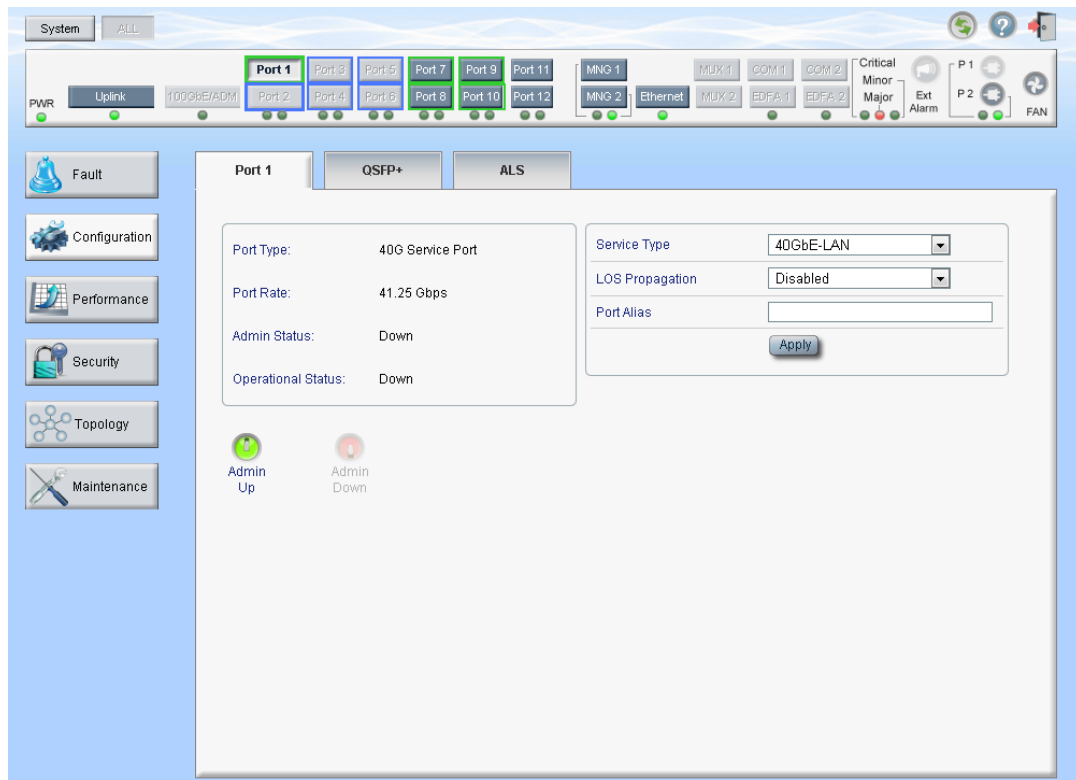 System ALL
Port 1 Port 3 Port 5 Port 7 Port 9 Port 11 MNG 1 MUX 1 COM 1 COM 2 Critical P 1
Minor
PWR Uplink 100GbE/ADM Port 2 Port 4 Port 6 Port 8 Port 10 Port 12 MNG 2 Ethernet MUX 2 EDFA 1 EDFA 2 Major Ext Alarm P 2 FAN
Fault
Configuration
Performance
Security
Topology
Maintenance
Port 1 QSFP+ ALS
Port Type: 40G Service Port
Port Rate: 41.25 Gbps
Admin Status: Down
Operational Status: Down
Service Type 40GbE-LAN
LOS Propagation Disabled
Port Alias
Apply
Admin Up
Admin Down